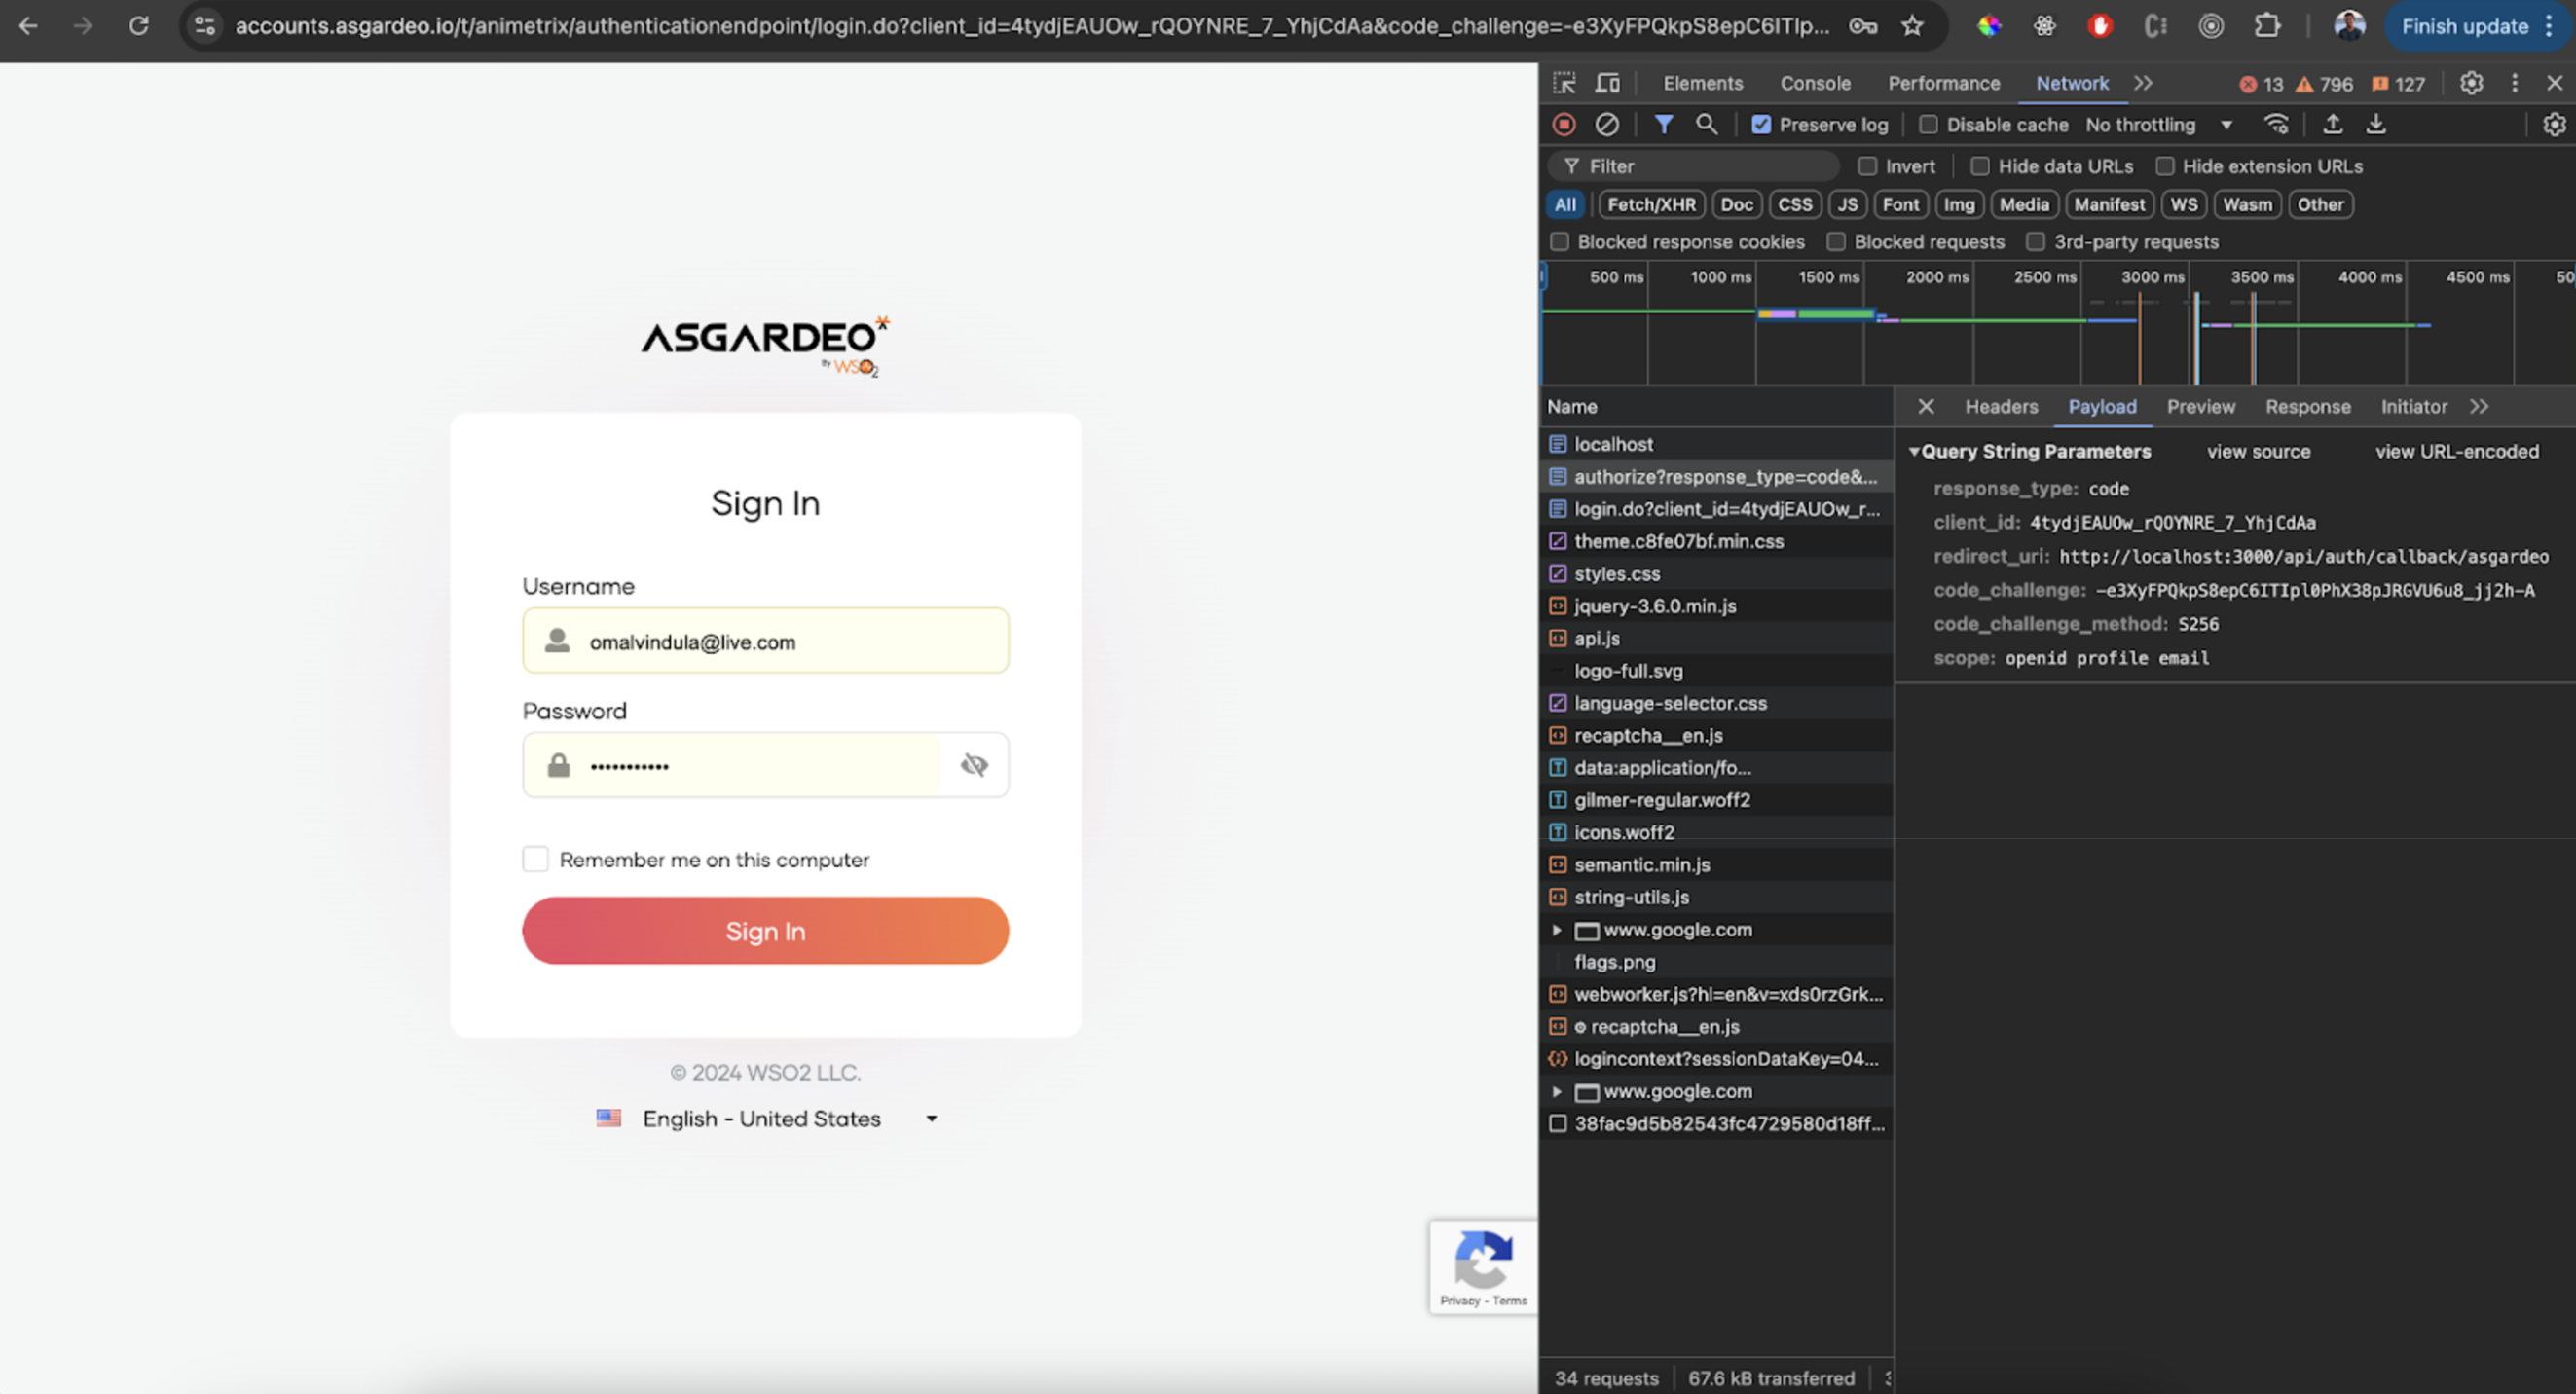 accounts.asgardeo.io/t/animetrix/authenticationendpoint/login.do?client_id=4tydjEAUOw_rQOYNRE_7_YhjCdAa&code_challenge=-e3XyFPQkpS8epC6ITIp...
Finish update
Elements Console Performance Network 13 796 127
Preserve log Disable cache No throttling
Filter Invert Hide data URLs Hide extension URLs
All Fetch/XHR Doc CSS JS Font Img Media Manifest WS Wasm Other
Blocked response cookies Blocked requests 3rd-party requests
500 ms 1000 ms 1500 ms 2000 ms 2500 ms 3000 ms 3500 ms 4000 ms 4500 ms 50
ASGARDEO
By WSO2
Sign In
Username
omalvindula@live.com
Password
Remember me on this computer
Sign In
© 2024 WSO2 LLC.
English - United States
Privacy - Terms
Name
localhost
authorize?response_type=code&...
login.do?client_id=4tydjEAUOw_r...
theme.c8fe07bf.min.css
styles.css
jquery-3.6.0.min.js
api.js
logo-full.svg
language-selector.css
recaptcha__en.js
data:application/fo...
gilmer-regular.woff2
icons.woff2
semantic.min.js
string-utils.js
www.google.com
flags.png
webworker.js?hl=en&v=xds0rzGrk...
recaptcha__en.js
logincontext?sessionDataKey=04...
www.google.com
38fac9d5b82543fc4729580d18ff...
34 requests 67.6 kB transferred
Headers Payload Preview Response Initiator
Query String Parameters view source view URL-encoded
response_type: code
client_id: 4tydjEAUOw_rQOYNRE_7_YhjCdAa
redirect_uri: http://localhost:3000/api/auth/callback/asgardeo
code_challenge: -e3XyFPQkpS8epC6ITIpl0PhX38pJRGVU6u8_jj2h-A
code_challenge_method: S256
scope: openid profile email